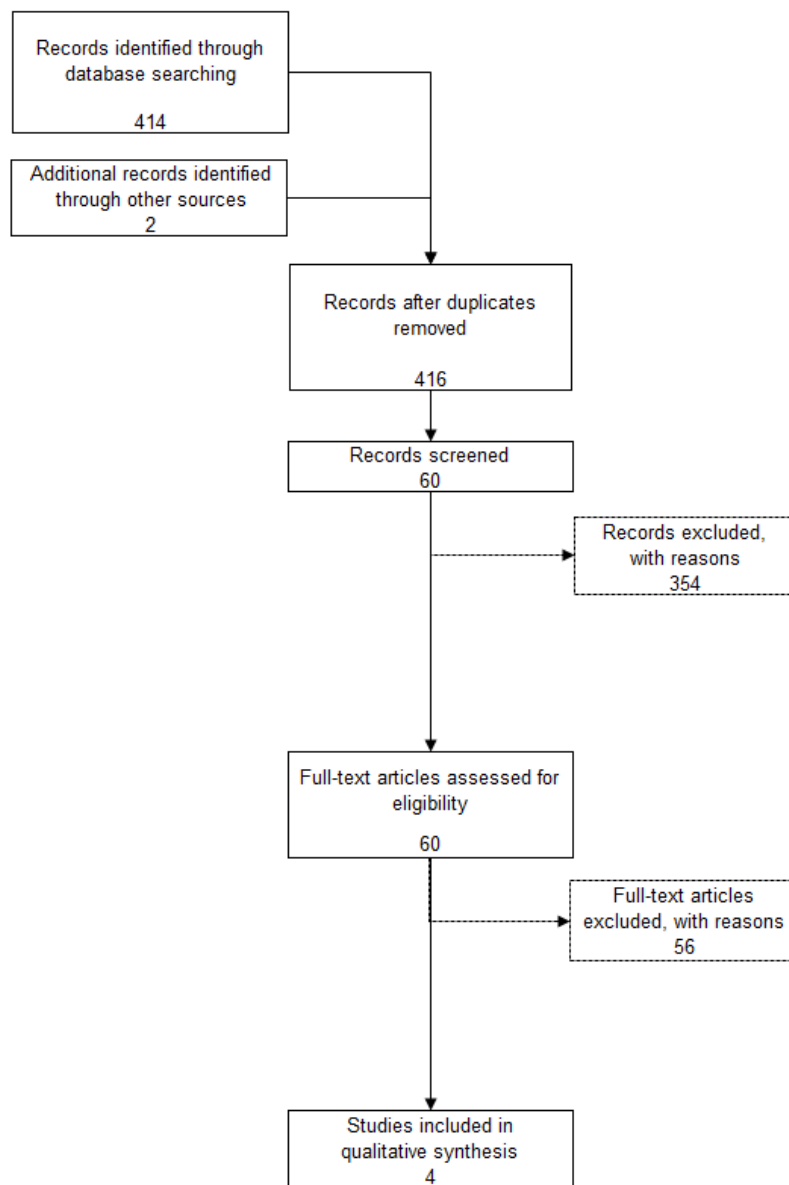 Records identified through
database searching
414
Additional records identified
through other sources
2
Records after duplicates
removed
416
Records screened
60
Records excluded,
with reasons
354
Full-text articles assessed for
eligibility
60
Full-text articles
excluded, with reasons
56
Studies included in
qualitative synthesis
4